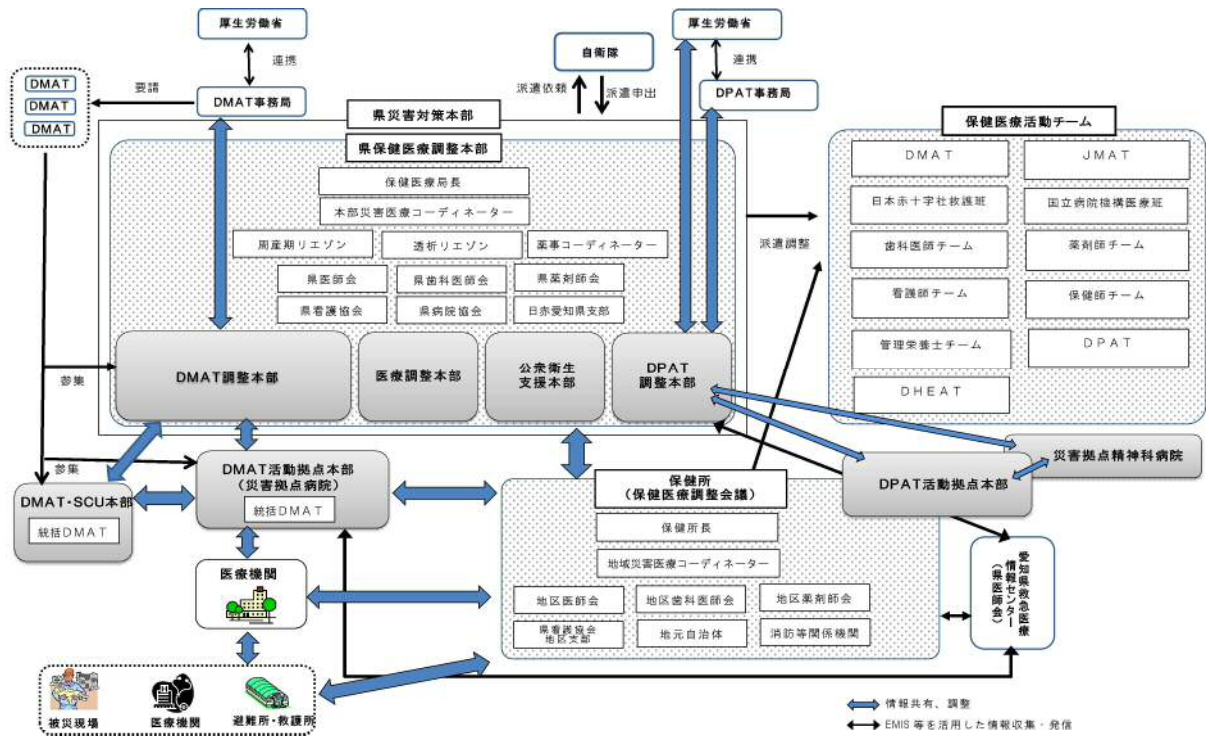 厚生労働省
連携
DMAT事務局
要請
DMAT
DMAT
DMAT
自衛隊
派遣依頼
派遣申出
厚生労働省
連携
DPAT事務局
県災害対策本部
県保健医療調整本部
保健医療局長
本部災害医療コーディネーター
周産期リエゾン
透析リエゾン
薬事コーディネーター
県医師会
県歯科医師会
県薬剤師会
県看護協会
県病院協会
日赤愛知県支部
DMAT調整本部
医療調整本部
公衆衛生
支援本部
DPAT
調整本部
派遣調整
保健医療活動チーム
DMAT
JMAT
日本赤十字社救護班
国立病院機構医療班
歯科医師チーム
薬剤師チーム
看護師チーム
保健師チーム
管理栄養士チーム
DPAT
DHEAT
参集
参集
DMAT・SCU本部
統括DMAT
DMAT活動拠点本部
(災害拠点病院)
統括DMAT
医療機関
被災現場
医療機関
避難所・救護所
保健所
(保健医療調整会議)
保健所長
地域災害医療コーディネーター
地区医師会
地区歯科医師会
地区薬剤師会
県看護協会
地区支部
地元自治体
消防等関係機関
災害拠点精神科病院
DPAT活動拠点本部
愛知県救急医療
情報センター
(県医師会)
情報共有、調整
EMIS等を活用した情報収集・発信